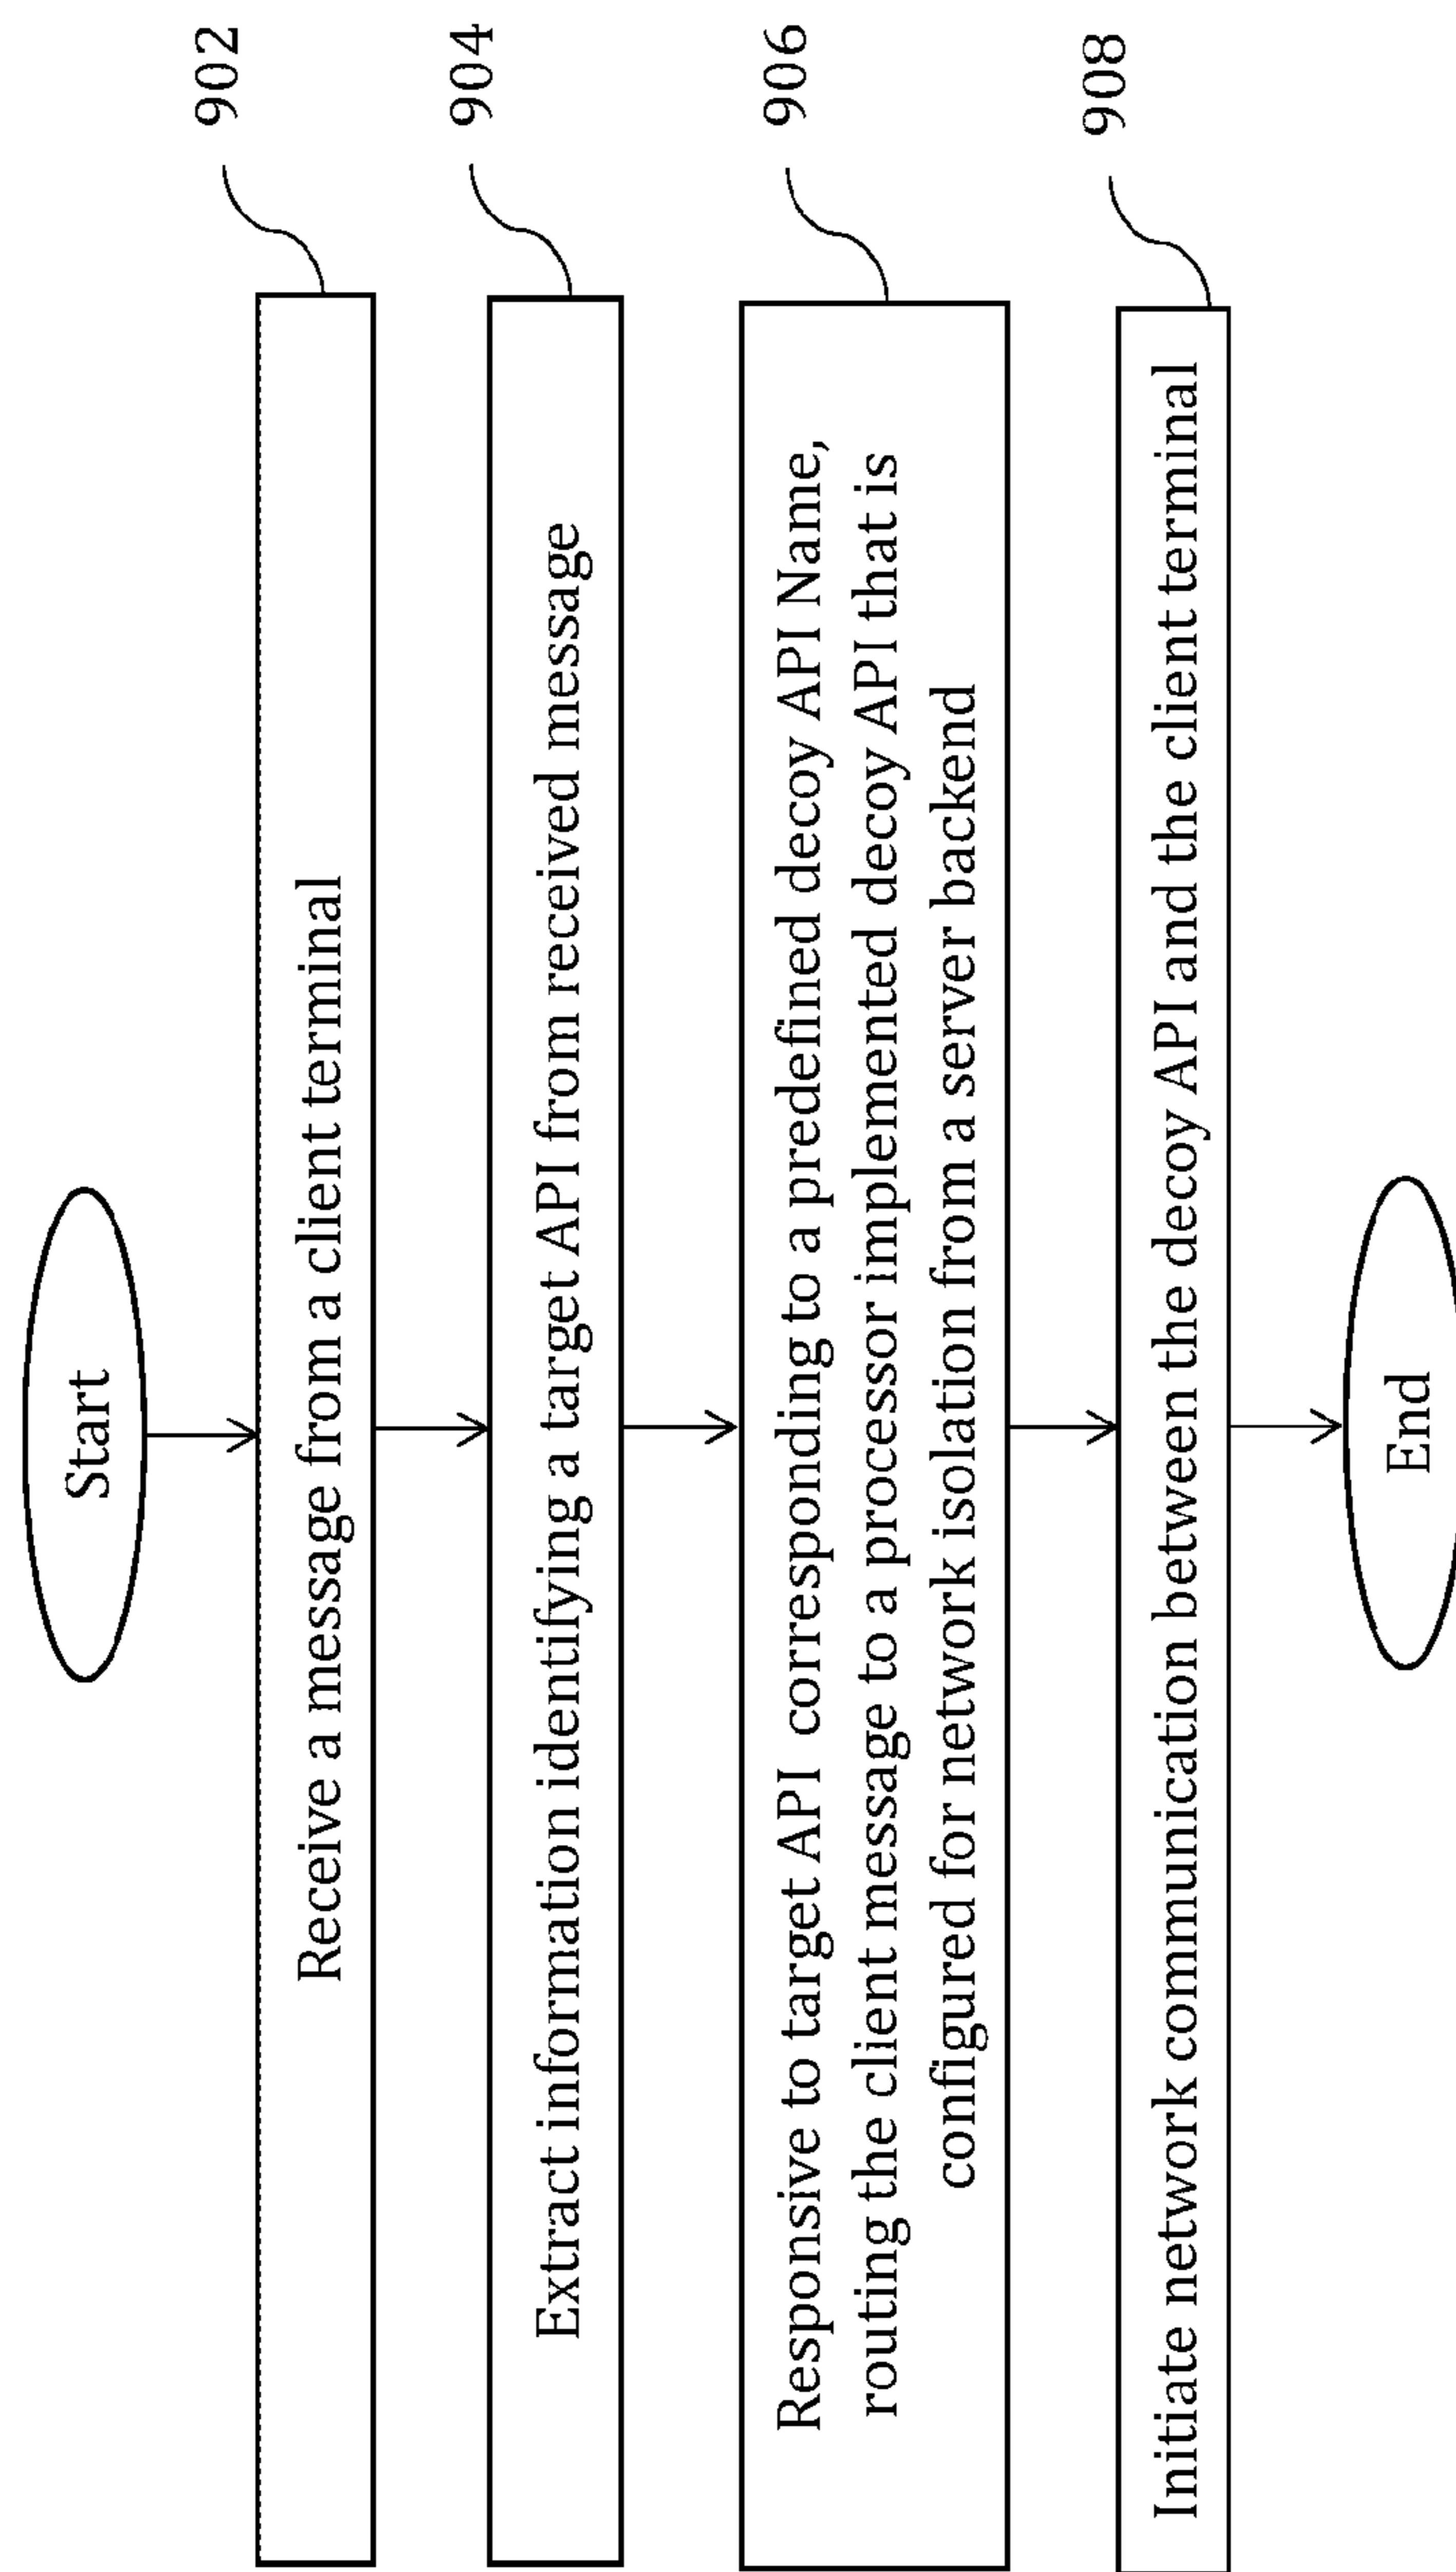 Start
Receive a message from a client terminal
902
Extract information identifying a target API from received message
904
Responsive to target API corresponding to a predefined decoy API Name,
routing the client message to a processor implemented decoy API that is
configured for network isolation from a server backend
906
Initiate network communication between the decoy API and the client terminal
908
End